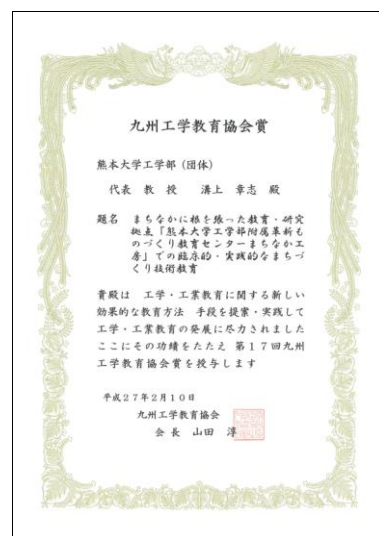 九州工学教育協会賞
熊本大学工学部(団体)
代表 教授 溝上 章志 殿
題名 まちなかに根を張った教育・研究
拠点「熊本大学工学部附属革新も
のづくり教育センターまちなか工
房」での臨床的・実践的なまちづ
くり技術教育
貴殿は 工学・工業教育に関する新しい
効果的な教育方法 手段を提案・実践して
工学・工業教育の発展に尽力されました
ここにその功績をたたえ 第17回九州
工学教育協会賞を授与します
平成27年2月10日
九州工学教育協会
会長 山田 淳